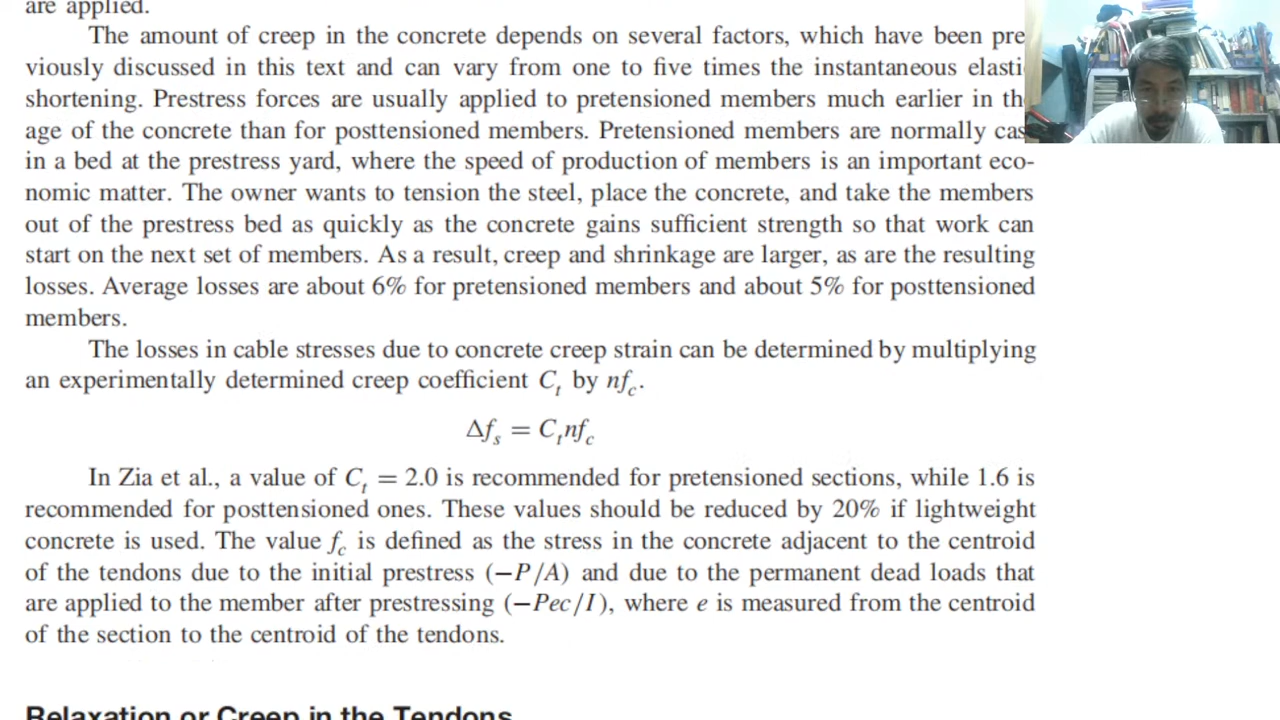 are applied.
The amount of creep in the concrete depends on several factors, which have been pre
viously discussed in this text and can vary from one to five times the instantaneous elasti
shortening. Prestress forces are usually applied to pretensioned members much earlier in th
age of the concrete than for posttensioned members. Pretensioned members are normally cas
in a bed at the prestress yard, where the speed of production of members is an important eco-
nomic matter. The owner wants to tension the steel, place the concrete, and take the members
out of the prestress bed as quickly as the concrete gains sufficient strength so that work can
start on the next set of members. As a result, creep and shrinkage are larger, as are the resulting
losses. Average losses are about 6% for pretensioned members and about 5% for posttensioned
members.
The losses in cable stresses due to concrete creep strain can be determined by multiplying
an experimentally determined creep coefficient Cₜ by nf꜀.
Δfₛ = Cₜnf꜀
In Zia et al., a value of Cₜ = 2.0 is recommended for pretensioned sections, while 1.6 is
recommended for posttensioned ones. These values should be reduced by 20% if lightweight
concrete is used. The value f꜀ is defined as the stress in the concrete adjacent to the centroid
of the tendons due to the initial prestress (−P/A) and due to the permanent dead loads that
are applied to the member after prestressing (−Pec/I), where e is measured from the centroid
of the section to the centroid of the tendons.
Relaxation or Creep in the Tendons